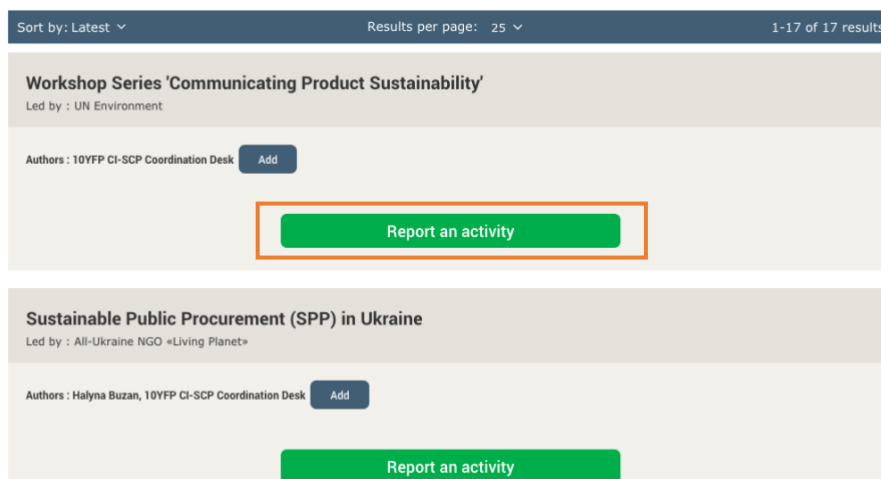 Sort by: Latest Results per page: 25 1-17 of 17 results
Workshop Series 'Communicating Product Sustainability'
Led by : UN Environment
Authors : 10YFP CI-SCP Coordination Desk Add
Report an activity
Sustainable Public Procurement (SPP) in Ukraine
Led by : All-Ukraine NGO «Living Planet»
Authors : Halyna Buzan, 10YFP CI-SCP Coordination Desk Add
Report an activity